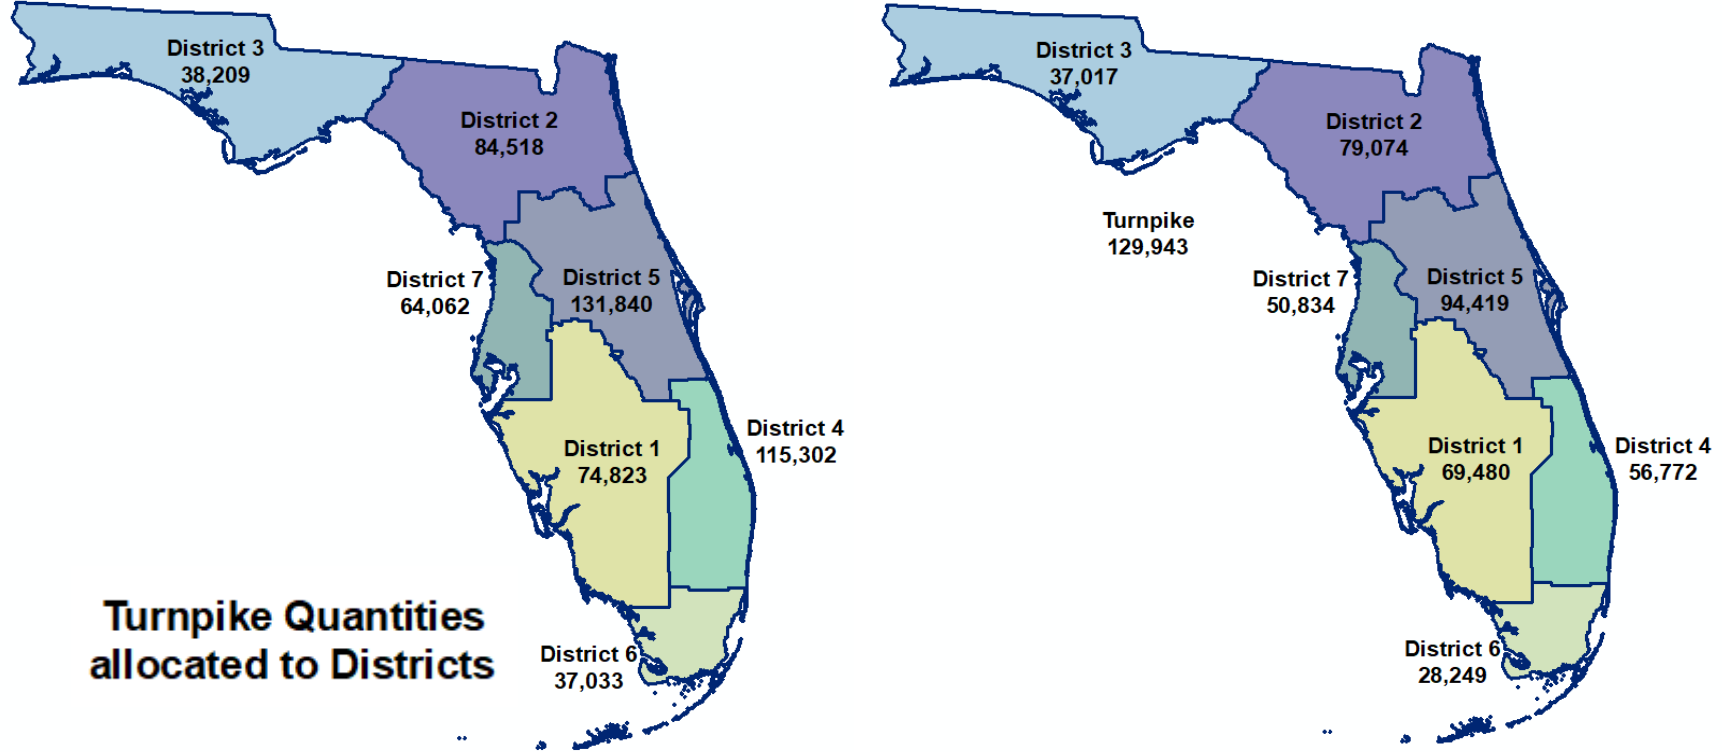 District 3
38,209
District 2
84,518
District 7
64,062
District 5
131,840
District 4
115,302
District 1
74,823
Turnpike Quantities
allocated to Districts
District 6
37,033
District 3
37,017
District 2
79,074
Turnpike
129,943
District 7
50,834
District 5
94,419
District 1
69,480
District 4
56,772
District 6
28,249